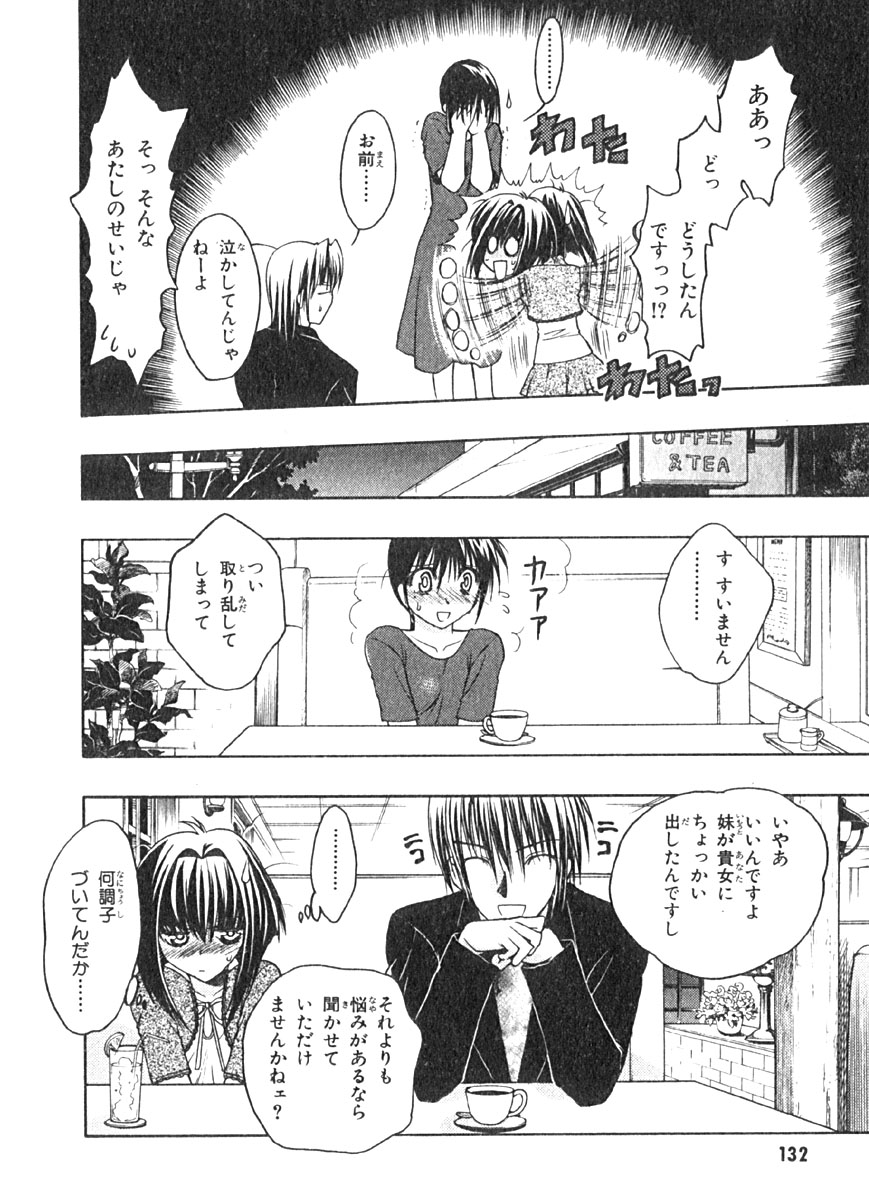 ああっ
どっ
どうしたん
ですっっ!?
………
わた
わた
わたっ
お前……
泣かしてんじゃ
ねーよ
そっ そんな
あたしのせいじゃ
COFFEE
& TEA
す すいません
………
カアァァ
つい
取り乱して
しまって
いやあ
いいんですよ
妹が貴女に
ちょっかい
出したんですし
ニコ
ニコ
それよりも
悩みがあるなら
聞かせて
いただけ
ませんかねェ?
…………
何調子
づいてんだか……
132